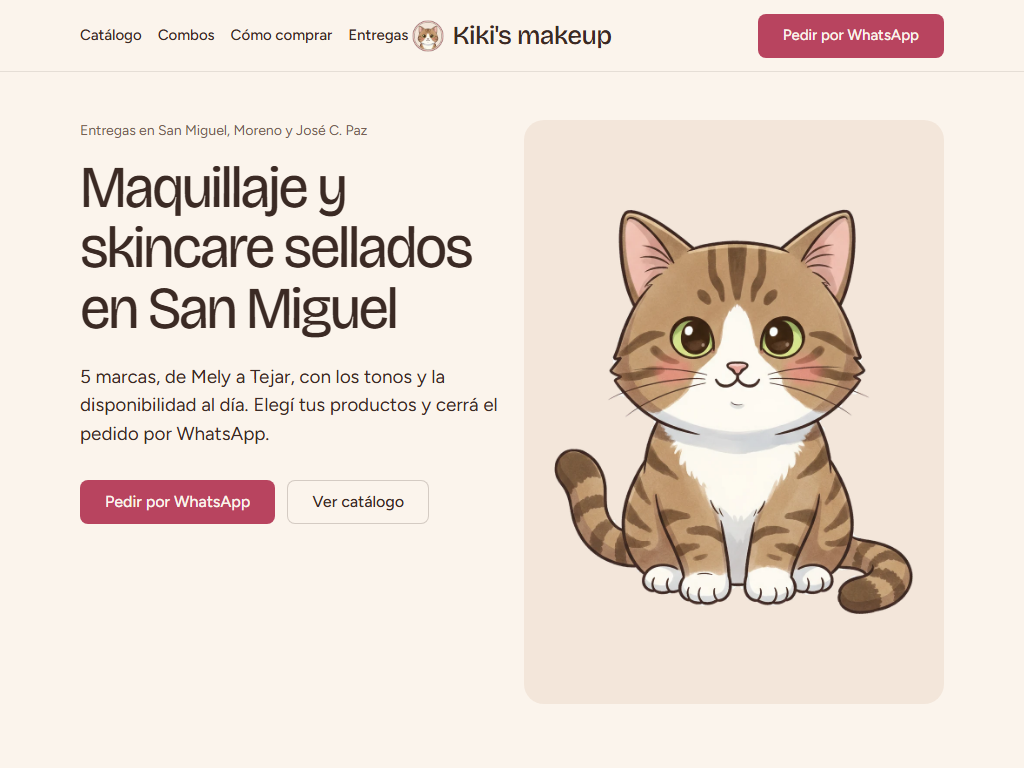 Catálogo Combos Cómo comprar Entregas Kiki's makeup Pedir por WhatsApp
Entregas en San Miguel, Moreno y José C. Paz
Maquillaje y
skincare sellados
en San Miguel
5 marcas, de Mely a Tejar, con los tonos y la
disponibilidad al día. Elegí tus productos y cerrá el
pedido por WhatsApp.
Pedir por WhatsApp Ver catálogo